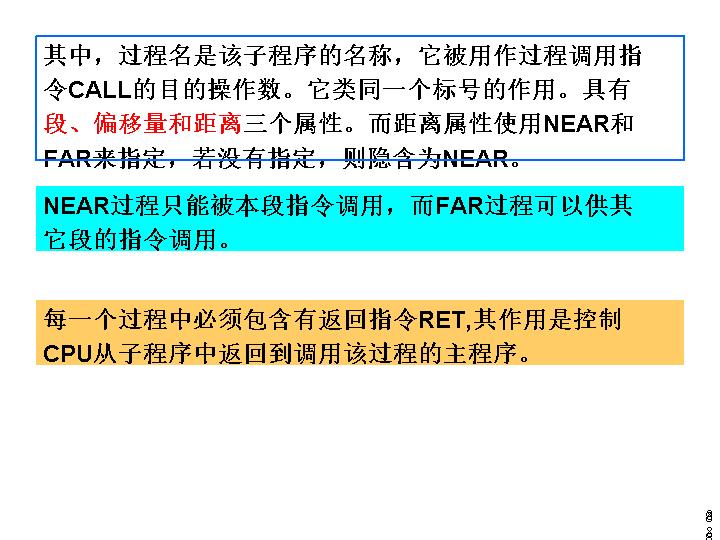 其中，过程名是该子程序的名称，它被用作过程调用指
令CALL的目的操作数。它类同一个标号的作用。具有
段、偏移量和距离三个属性。而距离属性使用NEAR和
FAR来指定，若没有指定，则隐含为NEAR。
NEAR过程只能被本段指令调用，而FAR过程可以供其
它段的指令调用。
每一个过程中必须包含有返回指令RET,其作用是控制
CPU从子程序中返回到调用该过程的主程序。